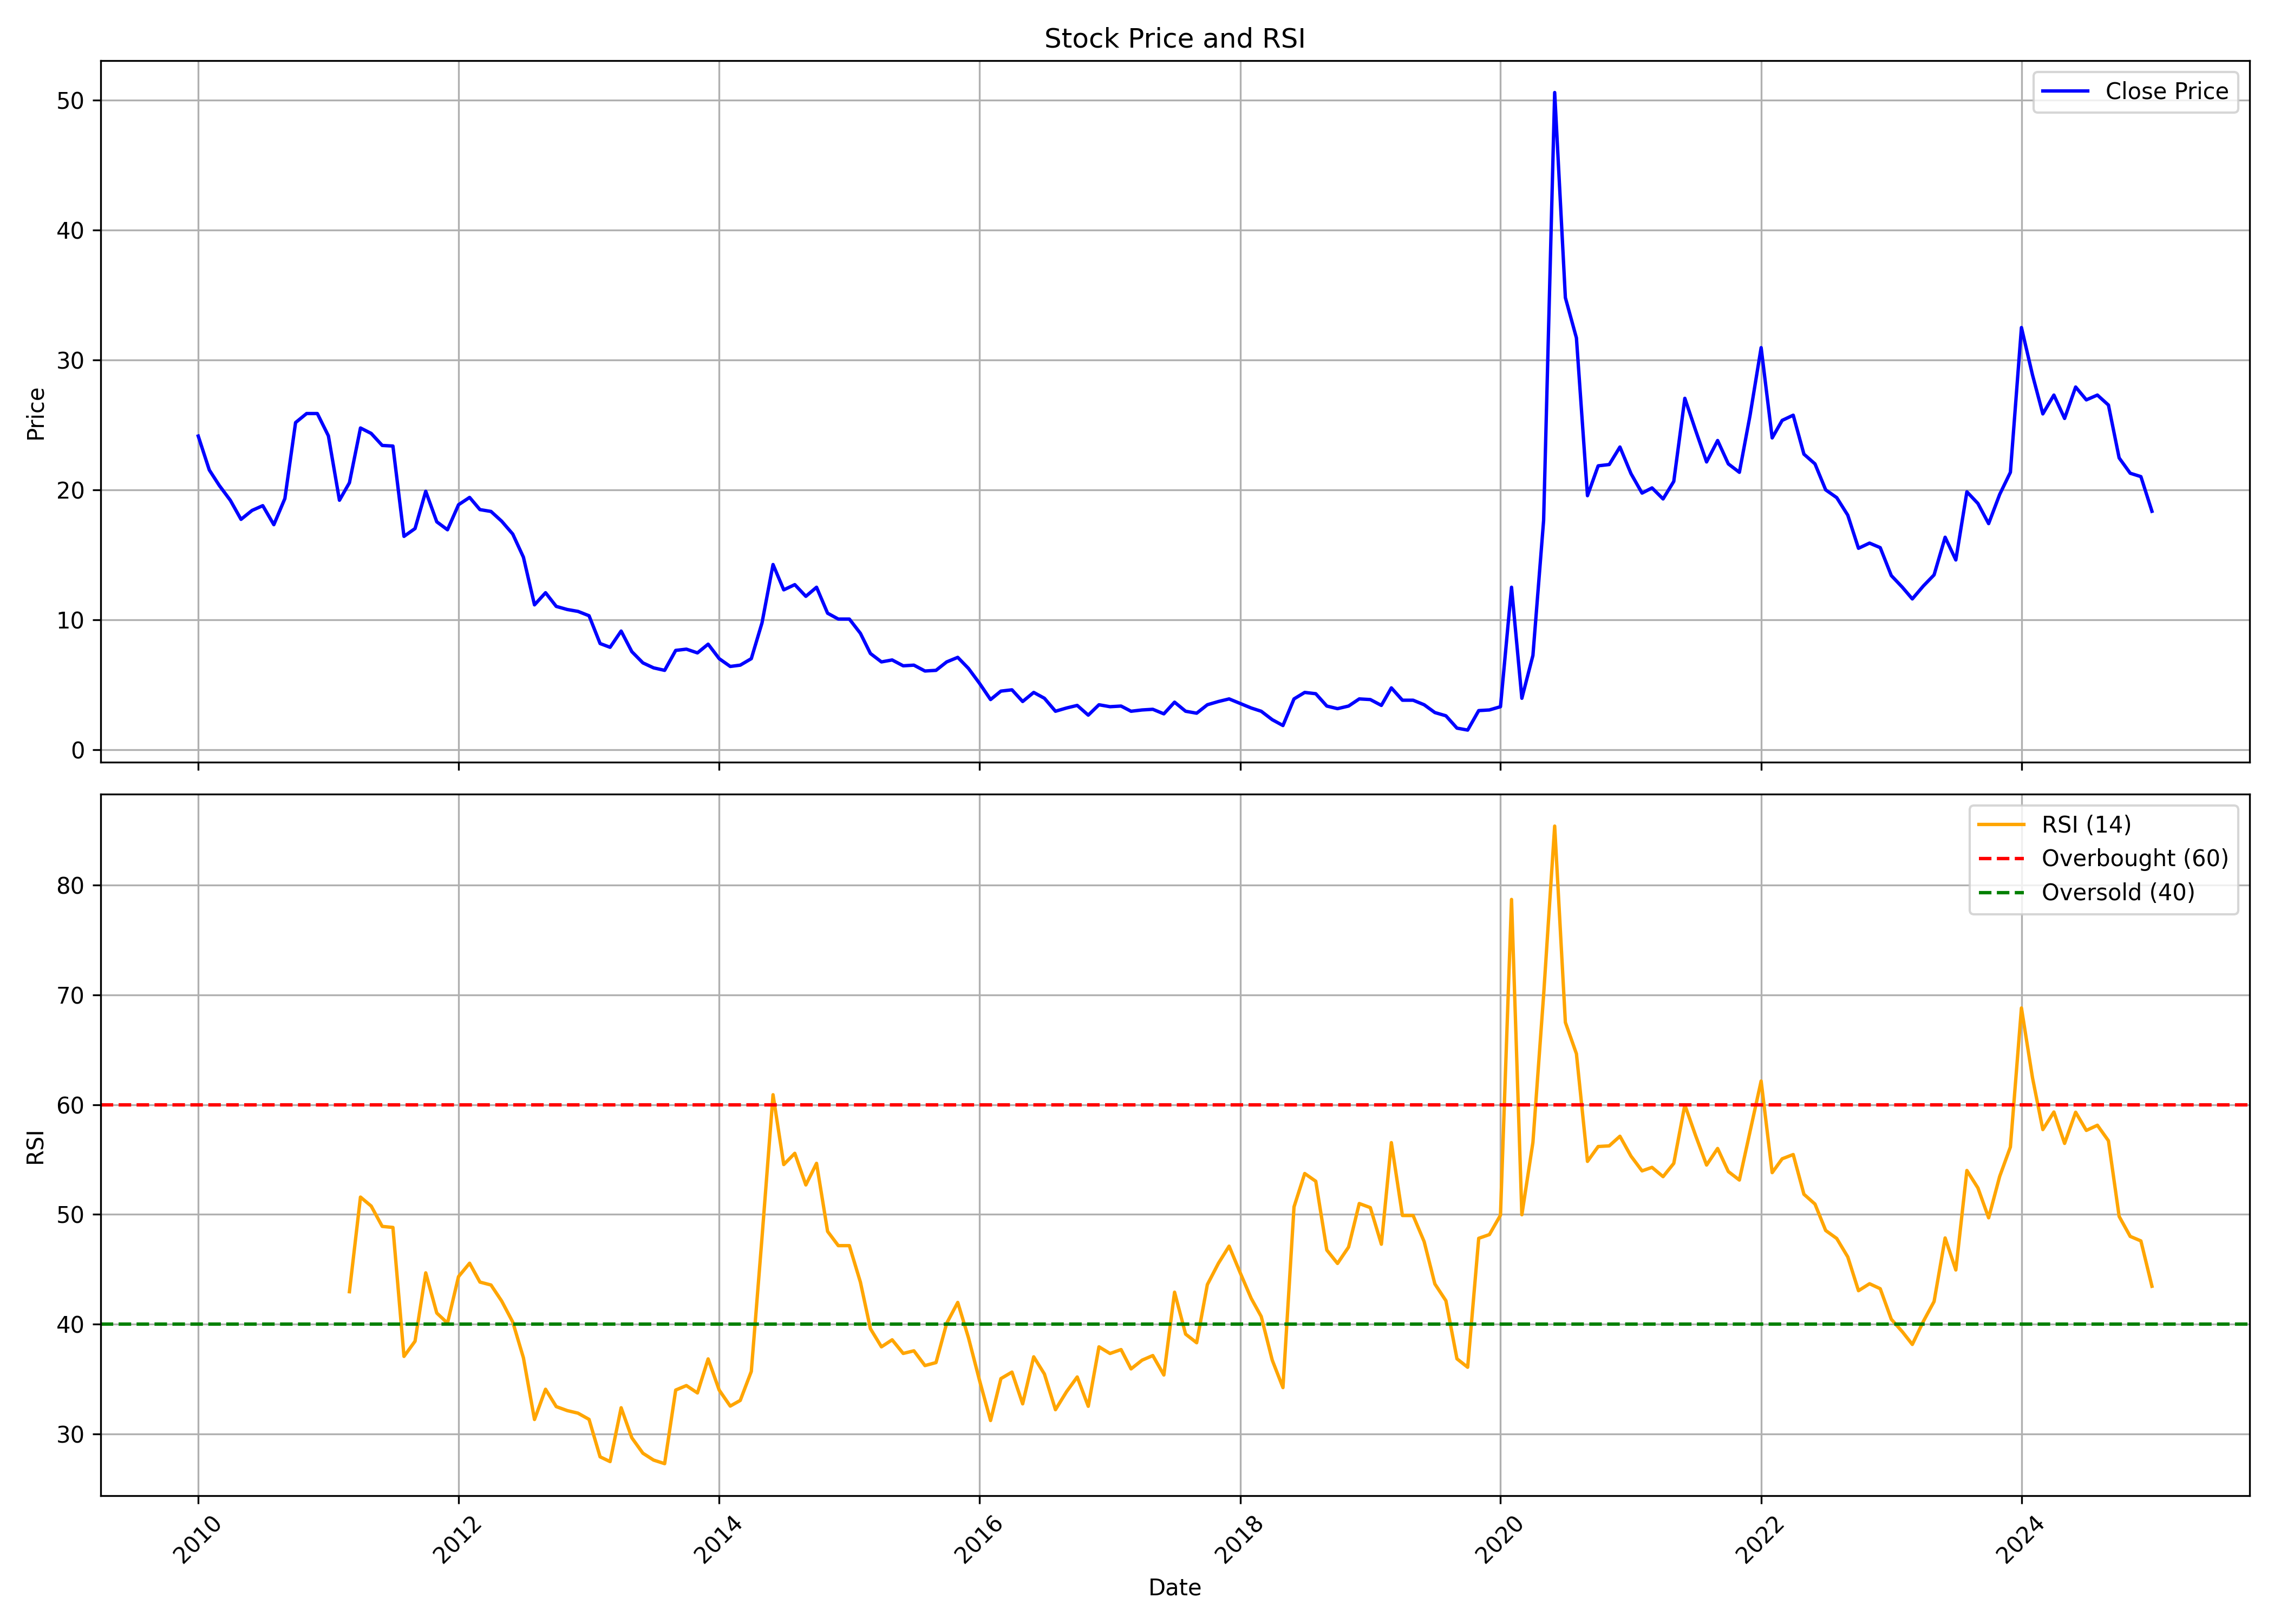 Stock Price and RSI
Close Price
50
40
30
20
10
0
Price
RSI (14)
Overbought (60)
Oversold (40)
80
70
60
50
40
30
RSI
2010
2012
2014
2016
2018
2020
2022
2024
Date